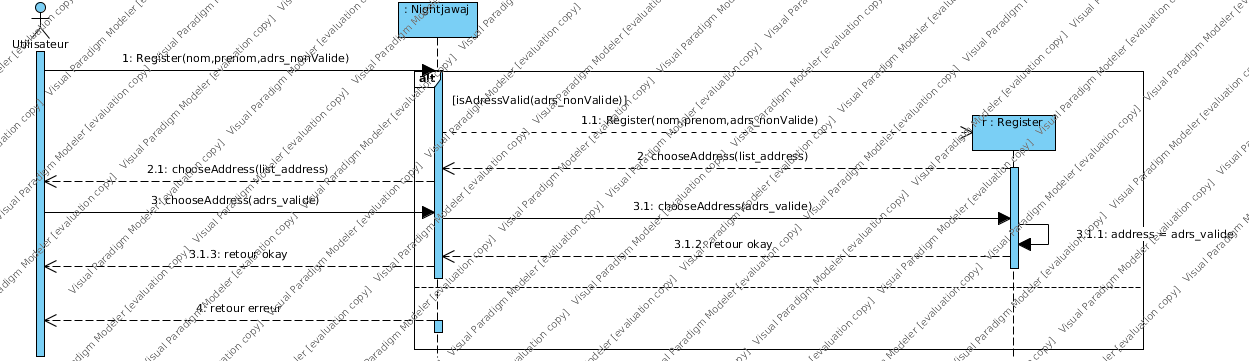 : Nightjawaj
Utilisateur
1: Register(nom,prenom,adrs_nonValide)
alt
[isAdressValid(adrs_nonValide)]
1.1: Register(nom,prenom,adrs_nonValide)
r : Register
2: chooseAddress(list_address)
2.1: chooseAddress(list_address)
3: chooseAddress(adrs_valide)
3.1: chooseAddress(adrs_valide)
3.1.1: address = adrs_valide
3.1.2: retour okay
3.1.3: retour okay
4: retour erreur
Visual Paradigm Modeler [evaluation copy]